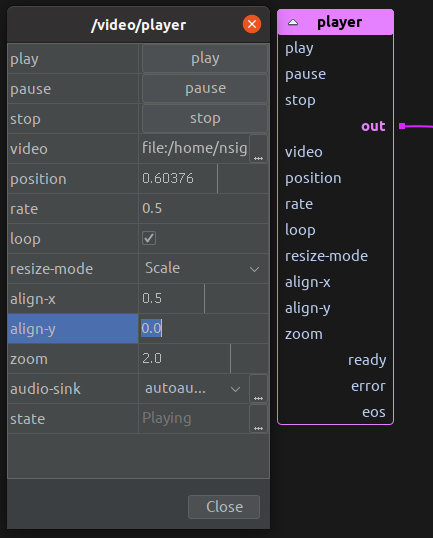 /video/player
play play
pause pause
stop stop
video file:/home/nsig ...
position 0.60376
rate 0.5
loop
resize-mode Scale
align-x 0.5
align-y 0.0
zoom 2.0
audio-sink autoau... ...
state Playing ...
Close
player
play
pause
stop
out
video
position
rate
loop
resize-mode
align-x
align-y
zoom
ready
error
eos